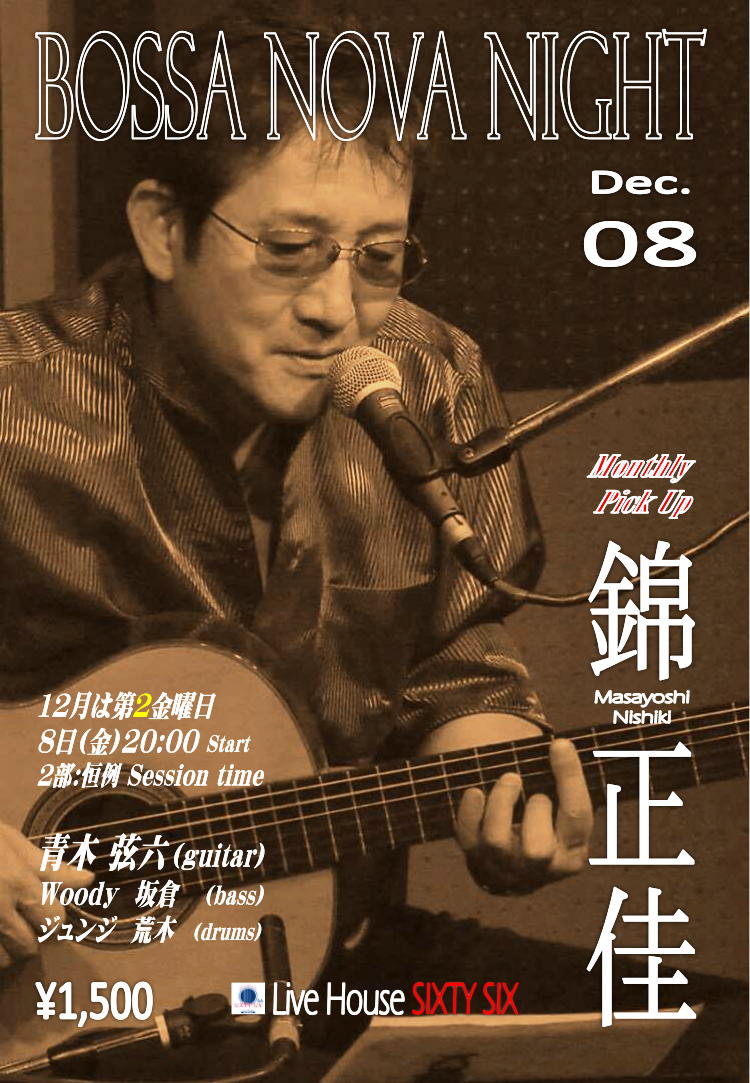 BOSSA NOVA NIGHT
Dec.
08
Monthly
Pick Up
錦
Masayoshi
Nishiki
正
佳
12月は第2金曜日
8日(金)20:00 Start
2部:恒例 Session time
青木 弦六(guitar)
Woody 坂倉 (bass)
ジュンジ 荒木 (drums)
¥1,500
Live House SIXTY SIX